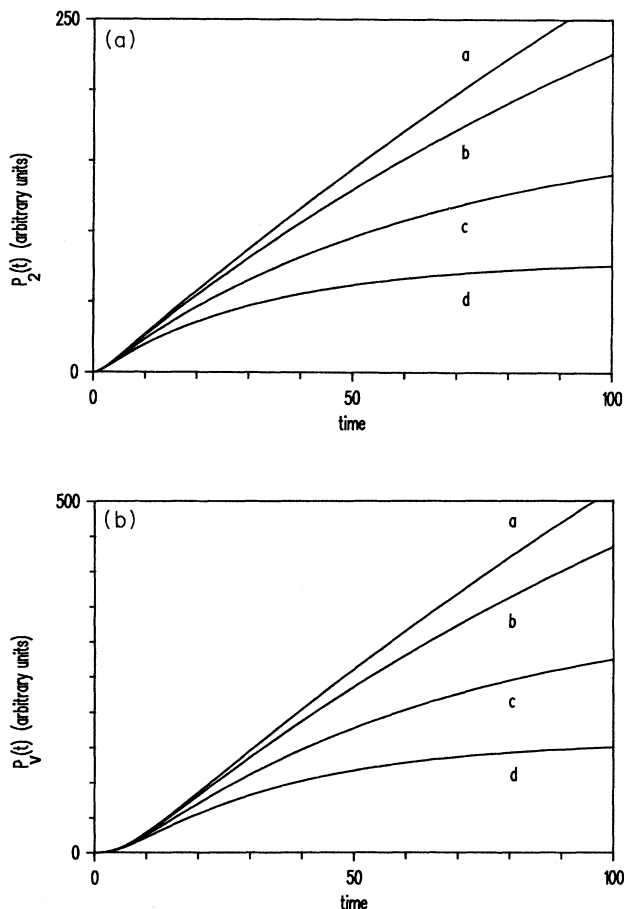 250
(a)
a
b
c
d
P2(t) (arbitrary units)
0
0
50
100
time
500
(b)
a
b
c
d
Pv(t) (arbitrary units)
0
0
50
100
time